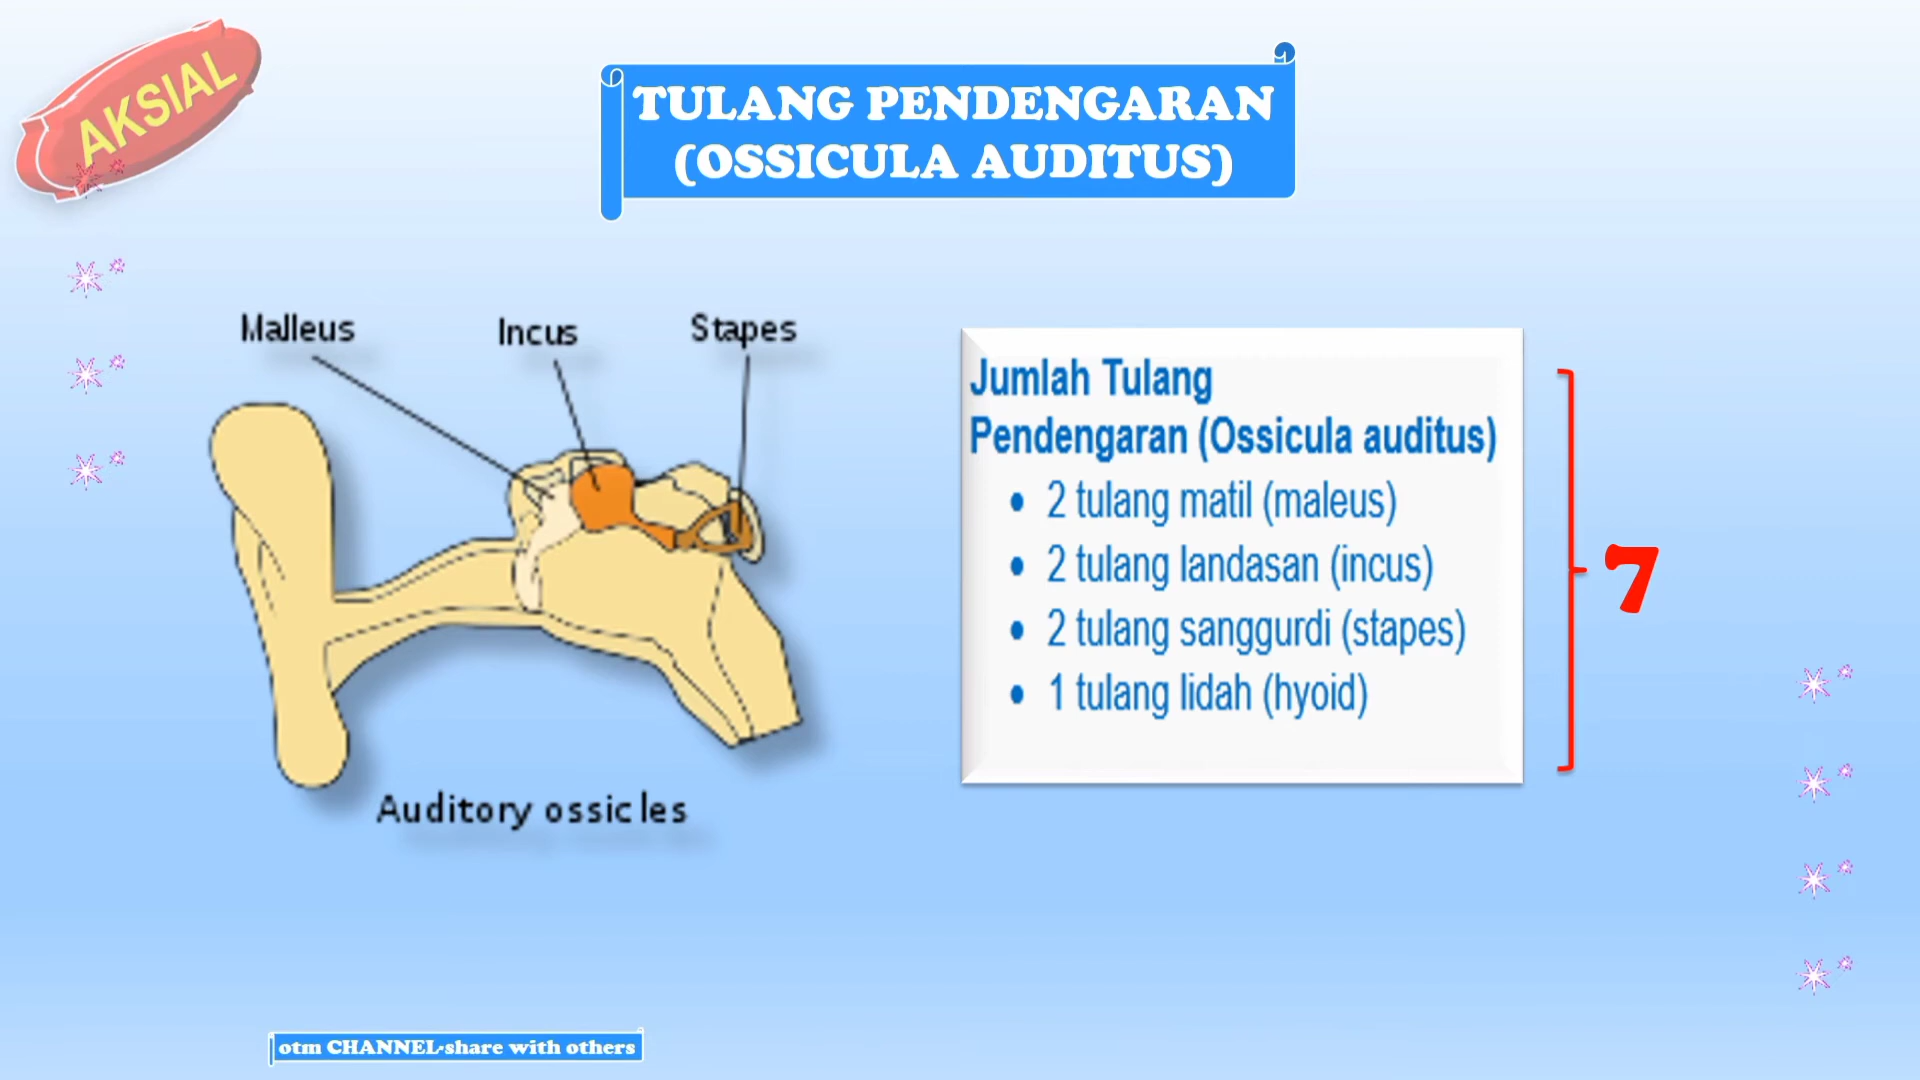 AKSIAL
TULANG PENDENGARAN
(OSSICULA AUDITUS)
Malleus
Incus
Stapes
Auditory ossicles
Jumlah Tulang
Pendengaran (Ossicula auditus)
• 2 tulang matil (maleus)
• 2 tulang landasan (incus)
• 2 tulang sanggurdi (stapes)
• 1 tulang lidah (hyoid)
7
otm CHANNEL-share with others